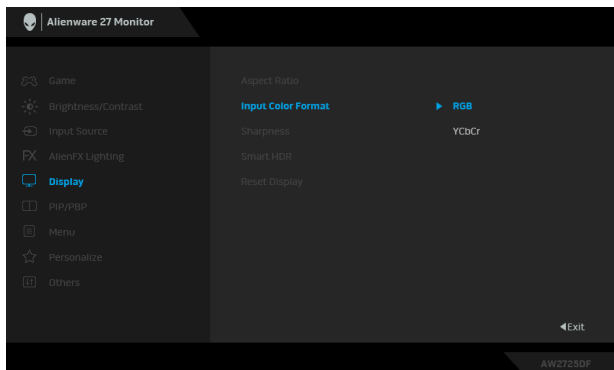 Alienware 27 Monitor
Game
Brightness/Contrast
Input Source
AlienFX Lighting
Display
PIP/PBP
Menu
Personalize
Others
Aspect Ratio
Input Color Format
RGB
YCbCr
Sharpness
Smart HDR
Reset Display
Exit
AW2725DF